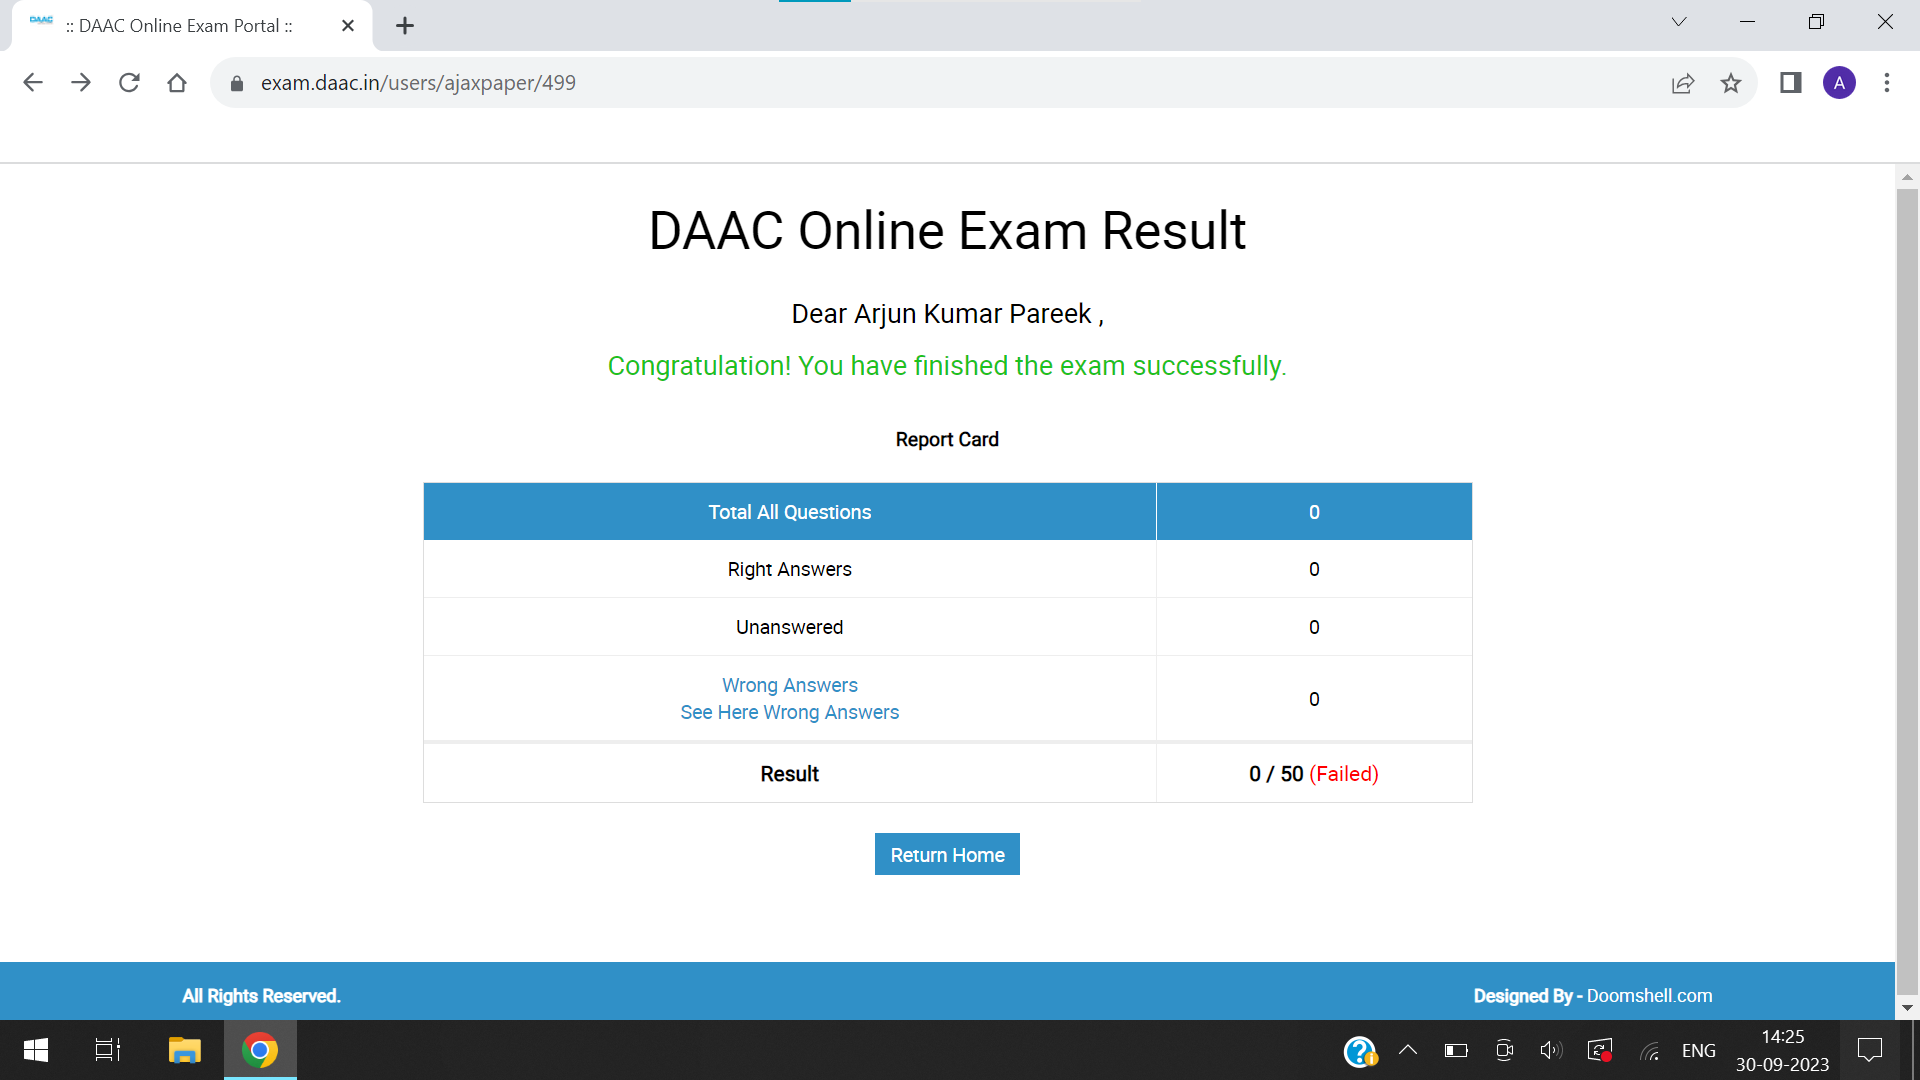 DAAC
:: DAAC Online Exam Portal ::
exam.daac.in/users/ajaxpaper/499
A
DAAC Online Exam Result
Dear Arjun Kumar Pareek ,
Congratulation! You have finished the exam successfully.
Report Card
Total All Questions 0
Right Answers 0
Unanswered 0
Wrong Answers
See Here Wrong Answers 0
Result 0 / 50 (Failed)
Return Home
All Rights Reserved. Designed By - Doomshell.com
ENG
14:25
30-09-2023